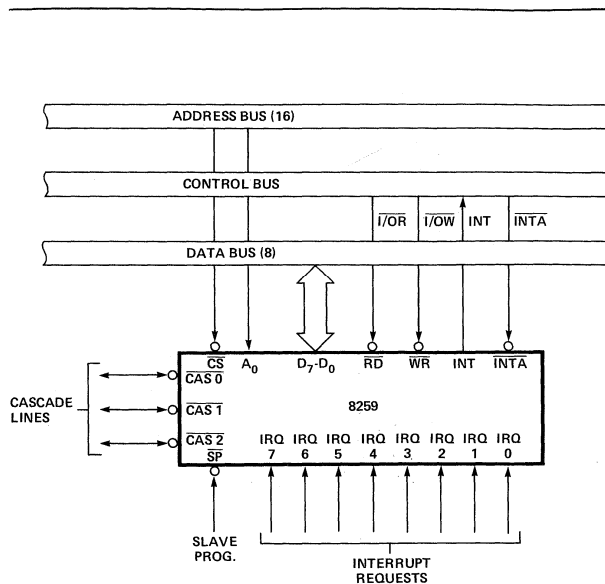 ADDRESS BUS (16)
CONTROL BUS
I/OR I/OW INT INTA
DATA BUS (8)
CS A0 D7-D0 RD WR INT INTA
CAS 0
CASCADE
LINES
CAS 1
8259
CAS 2
SP
IRQ IRQ IRQ IRQ IRQ IRQ IRQ IRQ
7 6 5 4 3 2 1 0
SLAVE
PROG.
INTERRUPT
REQUESTS